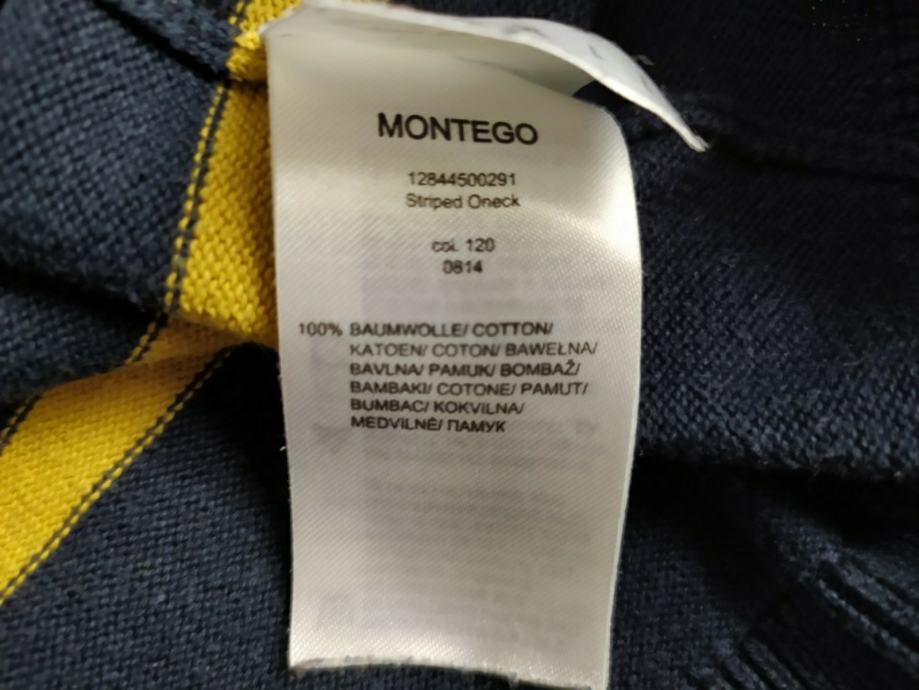 MONTEGO
12844500291
Striped Oneck
col. 120
0814
100% BAUMWOLLE/ COTTON/
KATOEN/ COTON/ BAWEŁNA/
BAVLNA/ PAMUK/ BOMBAŽ/
BAMBAKI/ COTONE/ PAMUT/
BUMBAC/ KOKVILNA/
MEDVILNĖ/ ПАМУК